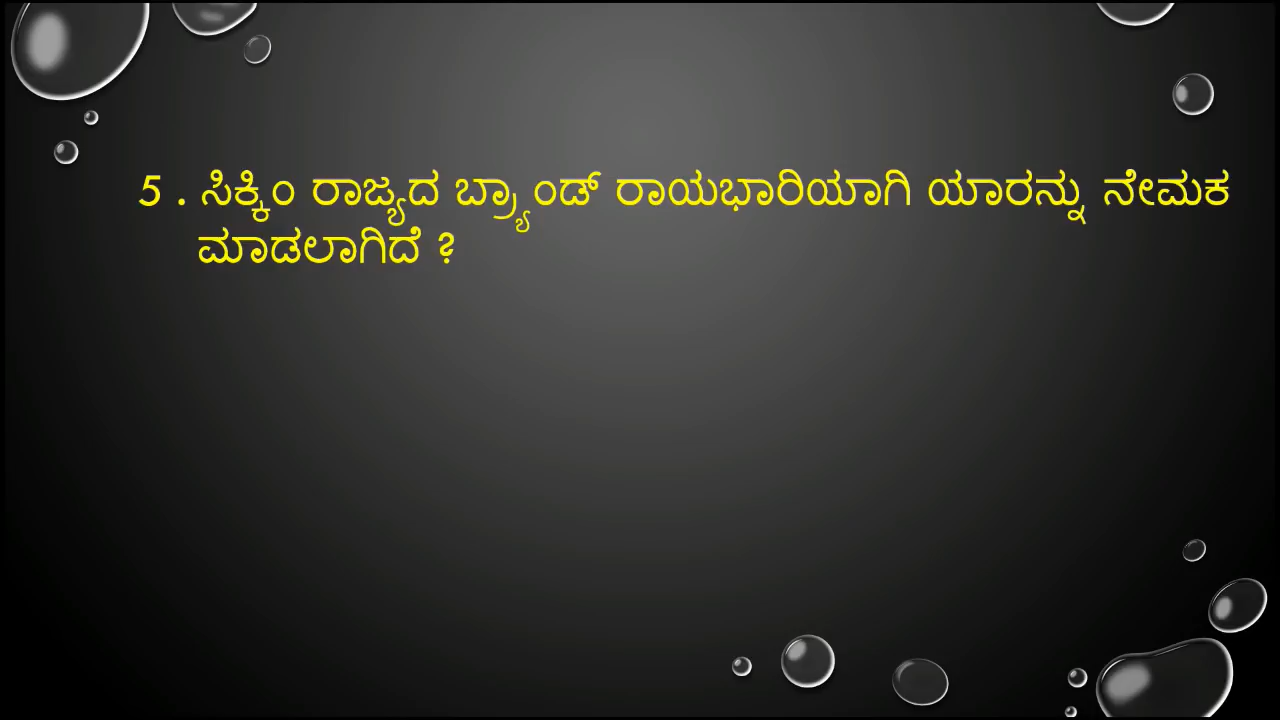 5 . ಸಿಕ್ಕಿಂ ರಾಜ್ಯದ ಬ್ರ್ಯಾಂಡ್ ರಾಯಭಾರಿಯಾಗಿ ಯಾರನ್ನು ನೇಮಕ
ಮಾಡಲಾಗಿದೆ ?